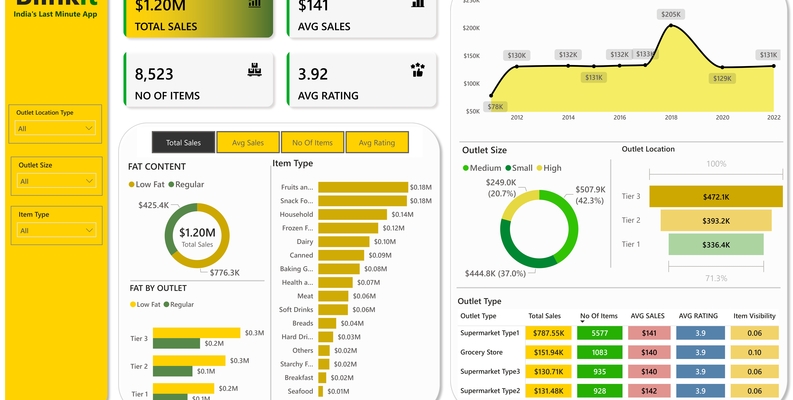 Blinkit
India's Last Minute App
Outlet Location Type
All
Outlet Size
All
Item Type
All
$1.20M
TOTAL SALES
$141
AVG SALES
8,523
NO OF ITEMS
3.92
AVG RATING
Total Sales
Avg Sales
No Of Items
Avg Rating
FAT CONTENT
Low Fat
Regular
$425.4K
$1.20M
Total Sales
$776.3K
FAT BY OUTLET
Low Fat
Regular
Tier 3
$0.3M
$0.2M
Tier 2
$0.3M
$0.1M
Tier 1
$0.2M
$0.1M
Item Type
Fruits an... $0.18M
Snack Fo... $0.18M
Household $0.14M
Frozen F... $0.12M
Dairy $0.10M
Canned $0.09M
Baking G... $0.08M
Health a... $0.07M
Meat $0.06M
Soft Drinks $0.06M
Breads $0.04M
Hard Dri... $0.03M
Others $0.02M
Starchy F... $0.02M
Breakfast $0.02M
Seafood $0.01M
$250K
$200K
$150K
$100K
$50K
$78K
$130K
$132K
$131K
$132K
$133K
$205K
$129K
$131K
2012
2014
2016
2018
2020
2022
Outlet Size
Medium
Small
High
$249.0K
(20.7%)
$507.9K
(42.3%)
$444.8K (37.0%)
Outlet Location
100%
Tier 3 $472.1K
Tier 2 $393.2K
Tier 1 $336.4K
71.3%
Outlet Type
Outlet Type Total Sales No Of Items AVG SALES AVG RATING Item Visibility
Supermarket Type1 $787.55K 5577 $141 3.9 0.06
Grocery Store $151.94K 1083 $140 3.9 0.10
Supermarket Type3 $130.71K 935 $140 3.9 0.06
Supermarket Type2 $131.48K 928 $142 3.9 0.06